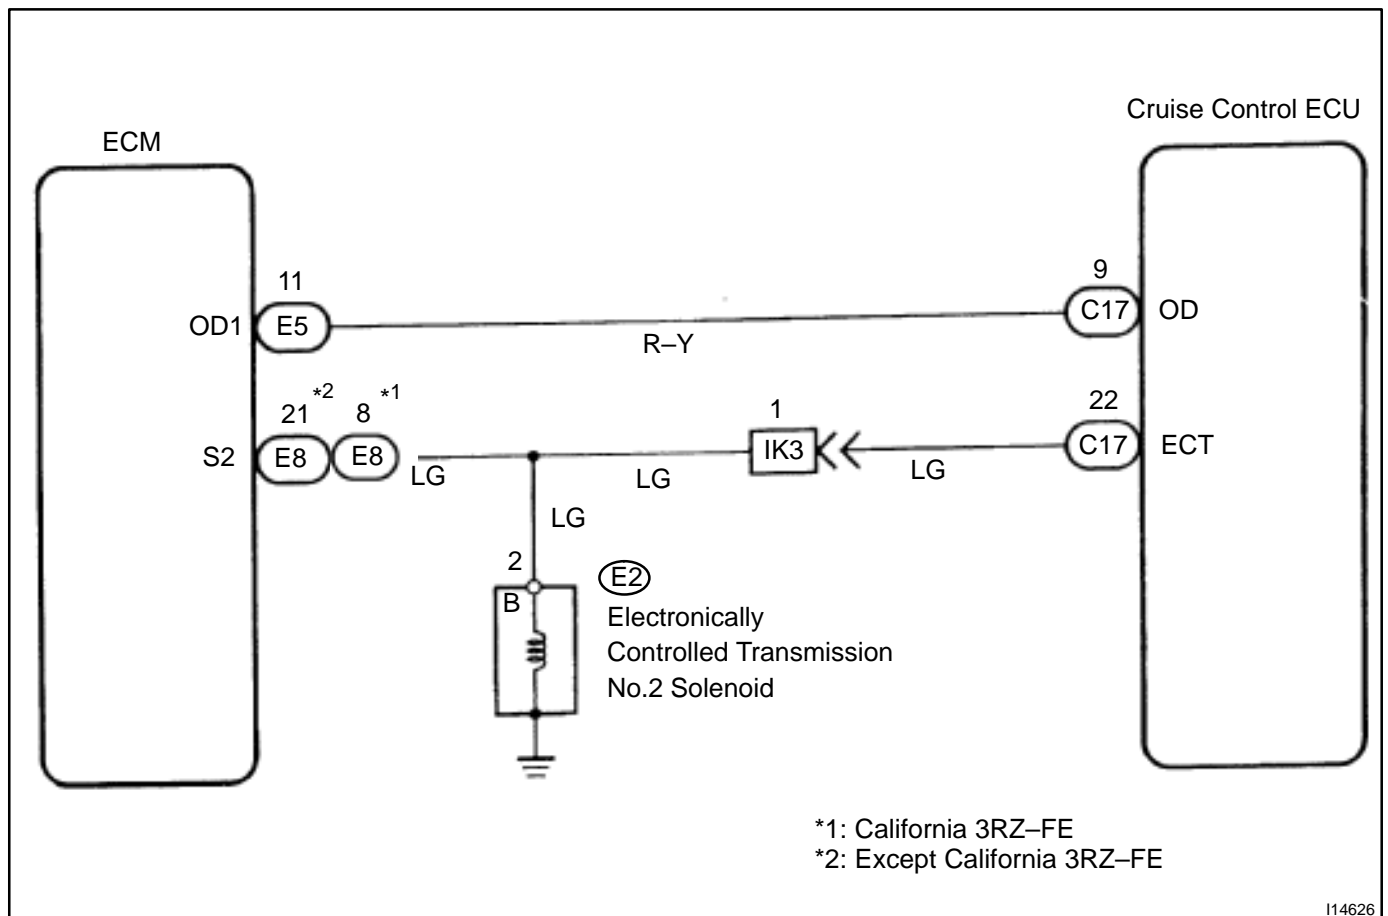 Cruise Control ECU
ECM
11
9
OD1
E5
C17
OD
R–Y
21
*2
8
*1
1
22
S2
E8
E8
IK3
C17
ECT
LG
LG
LG
LG
2
E2
B
Electronically
Controlled Transmission
No.2 Solenoid
*1: California 3RZ–FE
*2: Except California 3RZ–FE
I14626